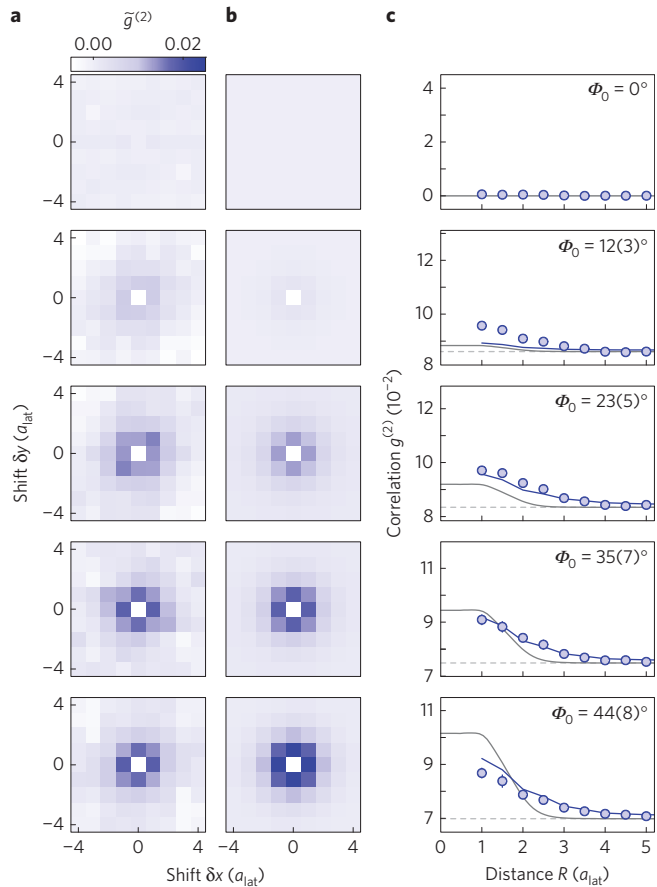 a
b
c
g̃⁽²⁾
0.00 0.02
4
0
−4
4
2
0
Φ₀ = 0°
4
0
−4
12
10
8
Φ₀ = 12(3)°
Shift δy (a_lat)
4
0
−4
Correlation g⁽²⁾ (10⁻²)
12
10
8
Φ₀ = 23(5)°
4
0
−4
11
9
7
Φ₀ = 35(7)°
4
0
−4
11
9
7
Φ₀ = 44(8)°
−4 0 4
0 4
0 1 2 3 4 5
Shift δx (a_lat)
Distance R (a_lat)